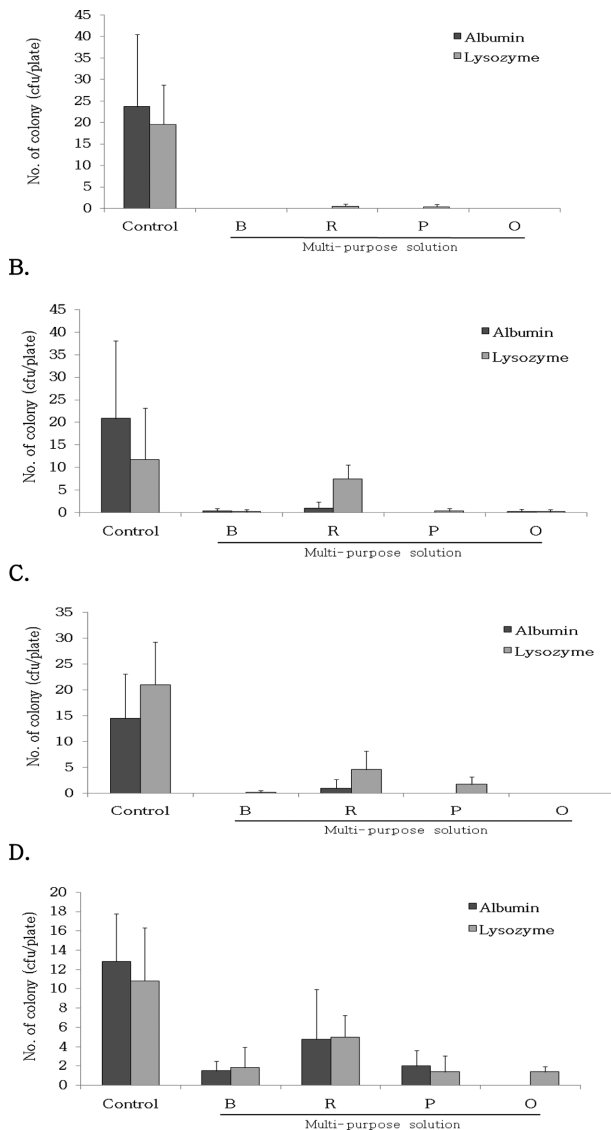 No. of colony (cfu/plate)
45
40
35
30
25
20
15
10
5
0
Albumin
Lysozyme
Control B R P O
Multi-purpose solution
B.
No. of colony (cfu/plate)
45
40
35
30
25
20
15
10
5
0
Albumin
Lysozyme
Control B R P O
Multi-purpose solution
C.
No. of colony (cfu/plate)
35
30
25
20
15
10
5
0
Albumin
Lysozyme
Control B R P O
Multi-purpose solution
D.
No. of colony (cfu/plate)
20
18
16
14
12
10
8
6
4
2
0
Albumin
Lysozyme
Control B R P O
Multi-purpose solution